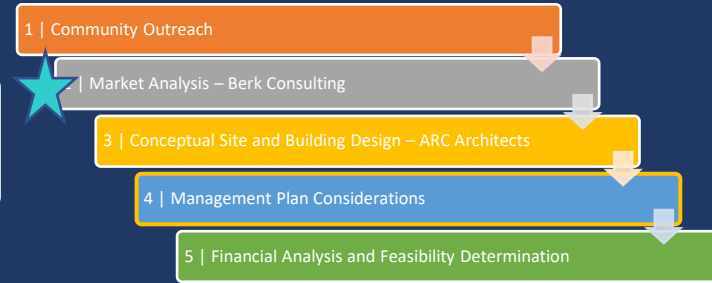 1 | Community Outreach
| Market Analysis – Berk Consulting
3 | Conceptual Site and Building Design – ARC Architects
4 | Management Plan Considerations
5 | Financial Analysis and Feasibility Determination